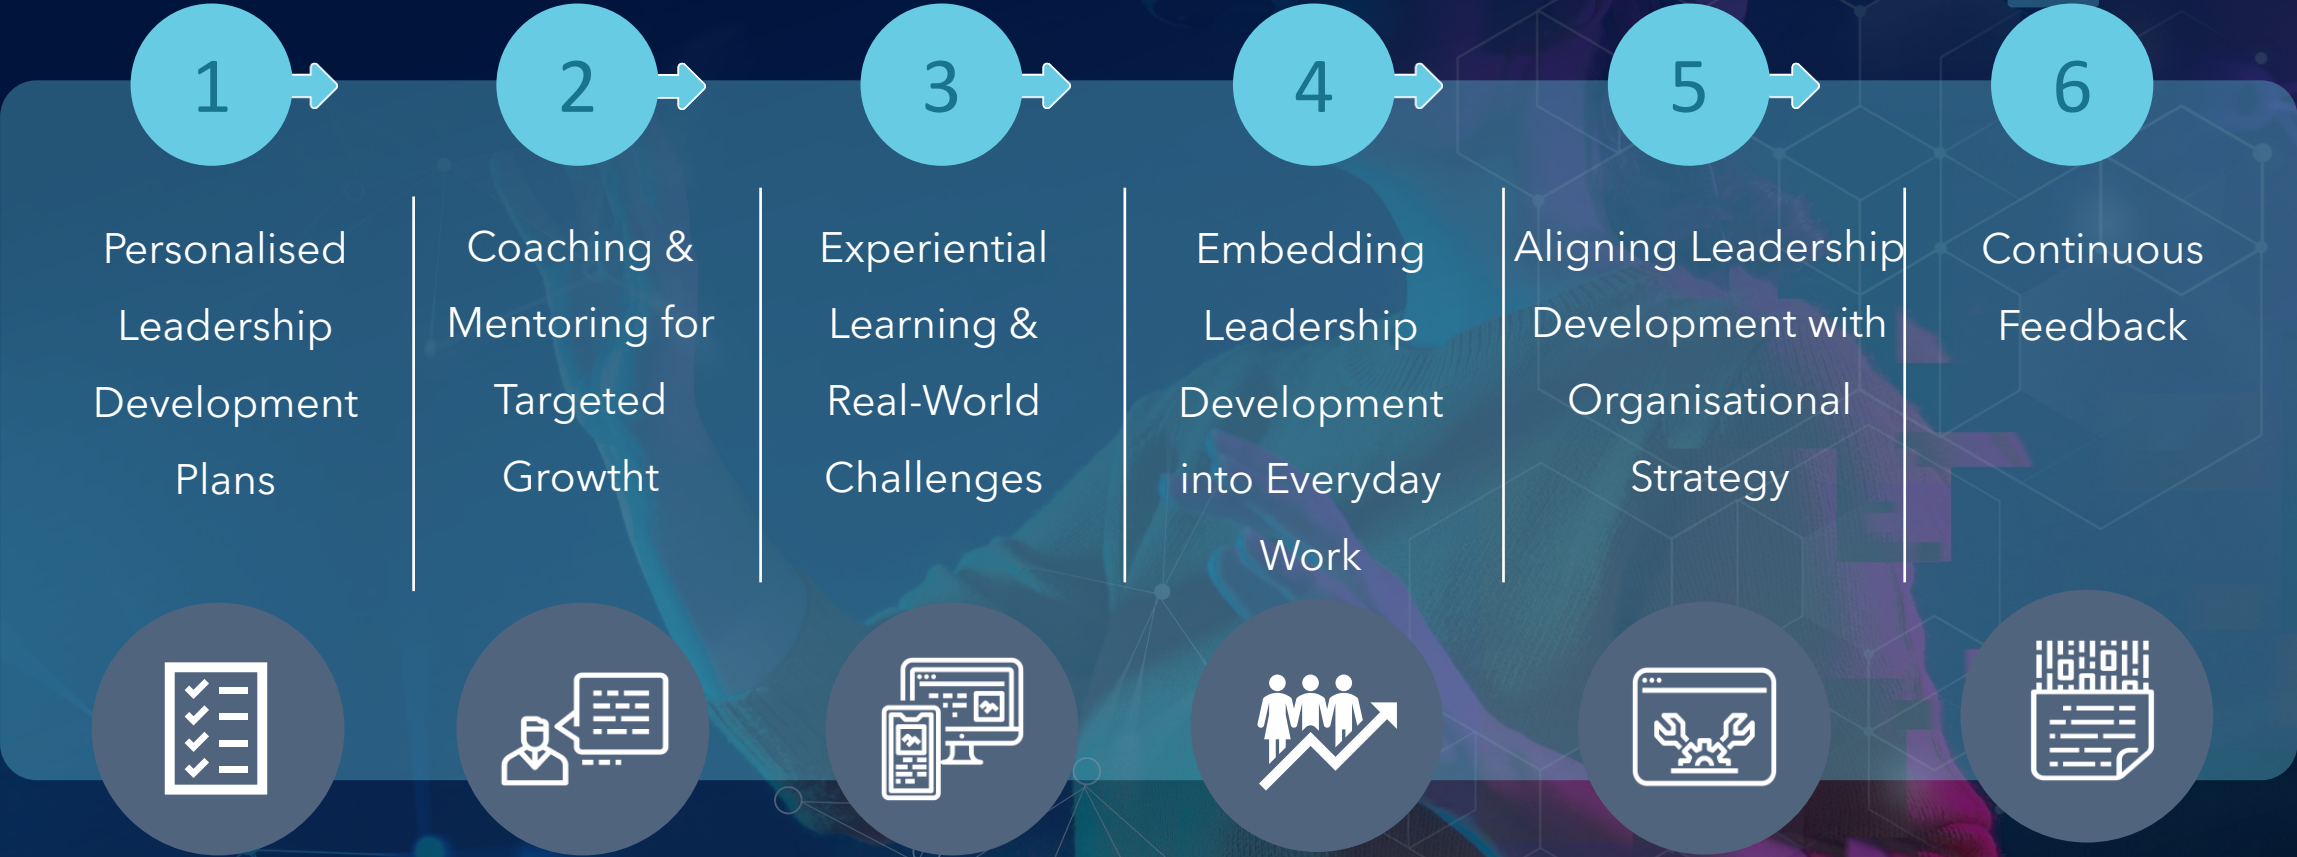 1
Personalised
Leadership
Development
Plans
2
Coaching &
Mentoring for
Targeted
Growtht
3
Experiential
Learning &
Real-World
Challenges
4
Embedding
Leadership
Development
into Everyday
Work
5
Aligning Leadership
Development with
Organisational
Strategy
6
Continuous
Feedback